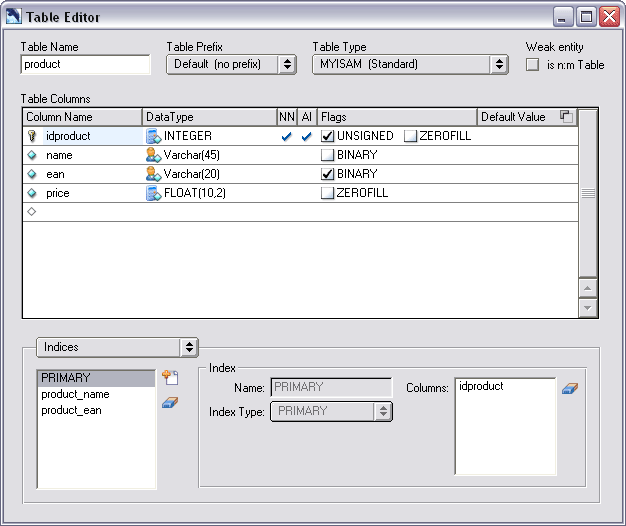 Table Editor
Table Name Table Prefix Table Type Weak entity
product Default (no prefix) MYISAM (Standard) is n:m Table
Table Columns
Column Name DataType NN AI Flags Default Value
idproduct INTEGER UNSIGNED ZEROFILL
name Varchar(45) BINARY
ean Varchar(20) BINARY
price FLOAT(10,2) ZEROFILL
Indices
PRIMARY
product_name
product_ean
Index
Name: PRIMARY Columns: idproduct
Index Type: PRIMARY